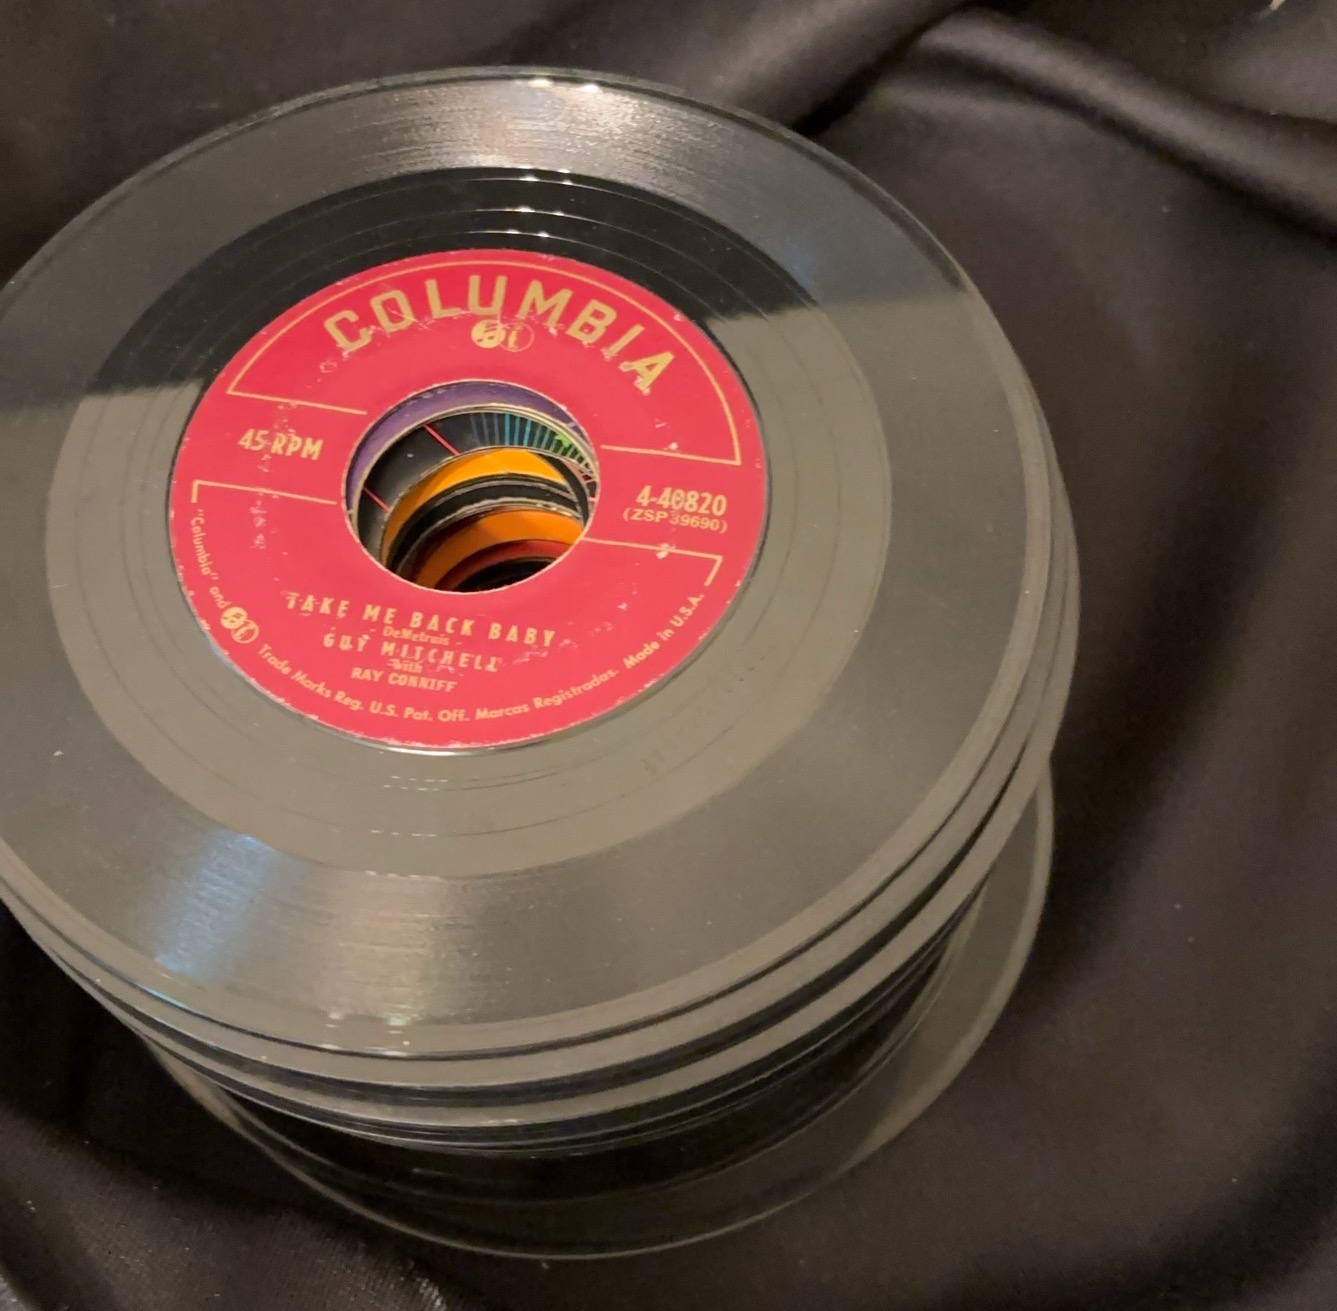 COLUMBIA
45 RPM
4-40820
(ZSP 39690)
TAKE ME BACK BABY
- DeMetruis -
GUY MITCHELL
with
RAY CONNIFF
"Columbia" and Trade Marks Reg. U.S. Pat. Off. Marcas Registradas. Made in U.S.A.